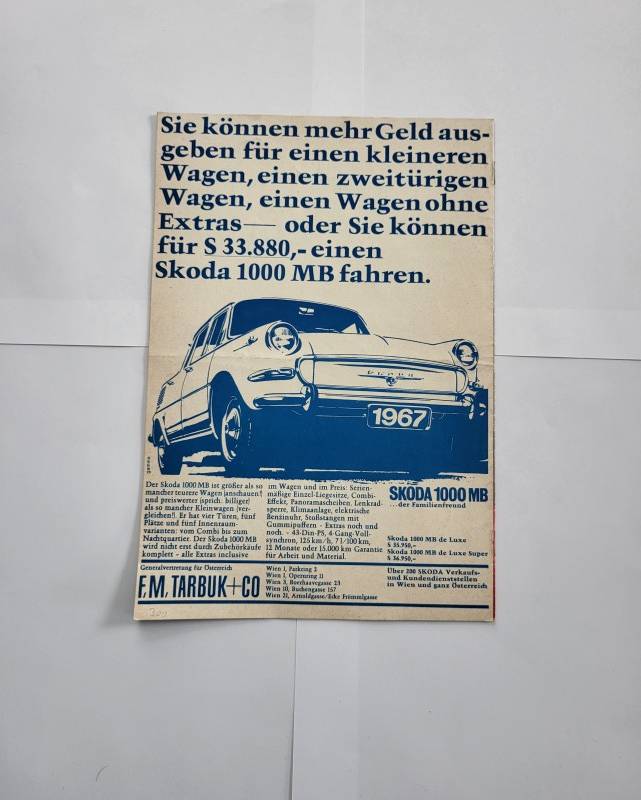 Sie können mehr Geld aus-
geben für einen kleineren
Wagen, einen zweitürigen
Wagen, einen Wagen ohne
Extras — oder Sie können
für S 33.880,- einen
Skoda 1000 MB fahren.
SKODA
1967
Der Skoda 1000 MB ist größer als so
mancher teurere Wagen (anschauen!)
und preiswerter (sprich: billiger)
als so mancher Kleinwagen (ver-
gleichen!). Er hat vier Türen, fünf
Plätze und fünf Innenraum-
varianten: vom Combi bis zum
Nachtquartier. Der Skoda 1000 MB
wird nicht erst durch Zubehörkäufe
komplett - alle Extras inclusive
im Wagen und im Preis: Serien-
mäßige Einzel-Liegesitze, Combi-
Effekt, Panoramascheiben, Lenkrad-
sperre, Klimaanlage, elektrische
Benzinuhr, Stoßstangen mit
Gummipuffern - Extras noch und
noch. - 43-Din-PS, 4-Gang-Voll-
synchron, 125 km/h, 7 l/100 km,
12 Monate oder 15.000 km Garantie
für Arbeit und Material.
SKODA 1000 MB
...der Familienfreund
Skoda 1000 MB de Luxe
S 35.950,-
Skoda 1000 MB de Luxe Super
S 36.950,-
Generalvertretung für Österreich
F.M. TARBUK+CO
Wien 1, Parkring 2
Wien 1, Opernring 11
Wien 3, Boerhaavegasse 23
Wien 10, Buchengasse 157
Wien 21, Arnoldgasse/Ecke Frömmlgasse
Über 200 SKODA Verkaufs-
und Kundendienststellen
in Wien und ganz Österreich